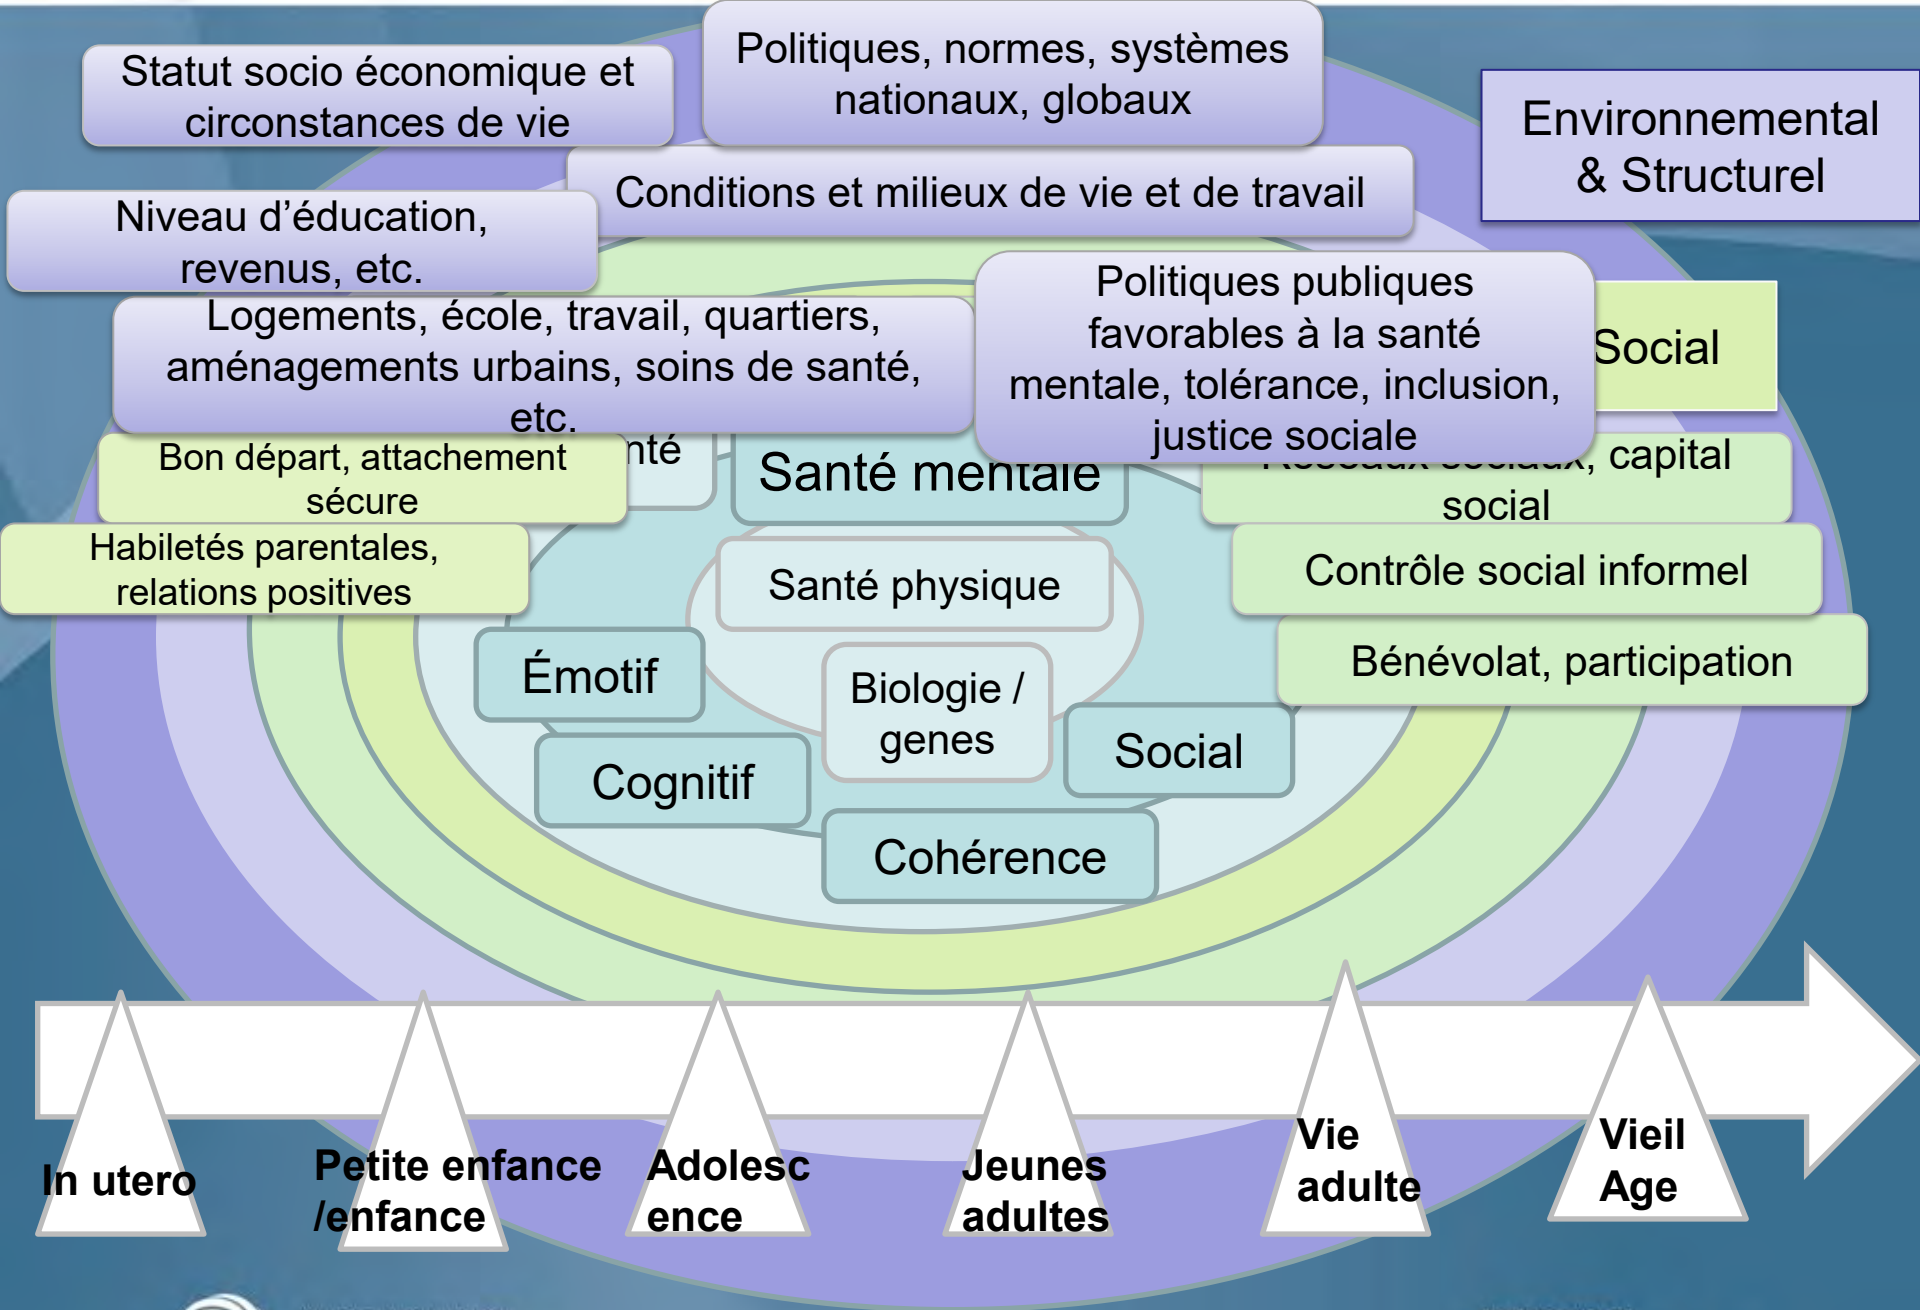 Politiques, normes, systèmes
nationaux, globaux
Statut socio économique et
circonstances de vie
Environnemental
& Structurel
Conditions et milieux de vie et de travail
Niveau d’éducation,
revenus, etc.
Politiques publiques
favorables à la santé
mentale, tolérance, inclusion,
justice sociale
Logements, école, travail, quartiers,
aménagements urbains, soins de santé,
etc.
Social
Bon départ, attachement
sécure
nté
Santé mentale
sociaux, capital
social
Habiletés parentales,
relations positives
Santé physique
Contrôle social informel
Émotif
Biologie /
genes
Bénévolat, participation
Cognitif
Social
Cohérence
In utero
Petite enfance
/enfance
Adolesc
ence
Jeunes
adultes
Vie
adulte
Vieil
Age